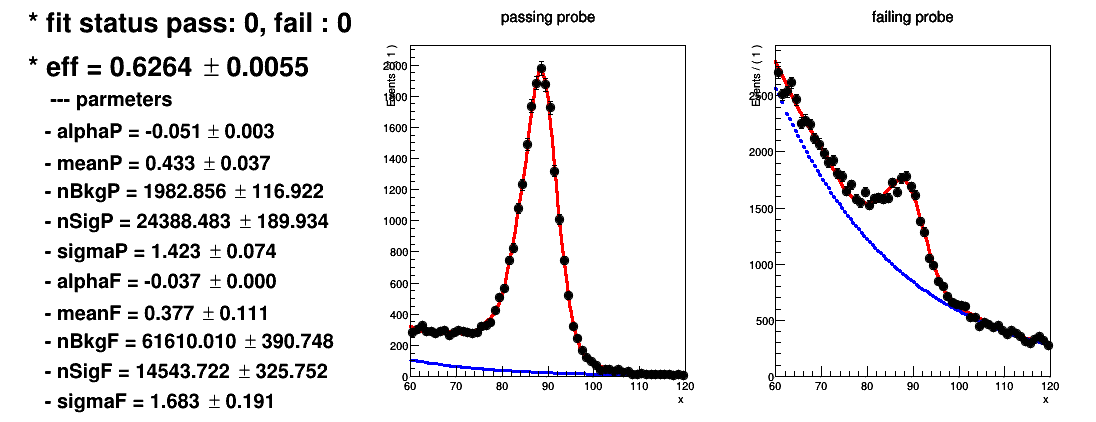 * fit status pass: 0, fail : 0
* eff = 0.6264 ± 0.0055
--- parmeters
- alphaP = -0.051 ± 0.003
- meanP = 0.433 ± 0.037
- nBkgP = 1982.856 ± 116.922
- nSigP = 24388.483 ± 189.934
- sigmaP = 1.423 ± 0.074
- alphaF = -0.037 ± 0.000
- meanF = 0.377 ± 0.111
- nBkgF = 61610.010 ± 390.748
- nSigF = 14543.722 ± 325.752
- sigmaF = 1.683 ± 0.191
passing probe
Events / ( 1 )
2000
1800
1600
1400
1200
1000
800
600
400
200
0
60 70 80 90 100 110 120
x
failing probe
Events / ( 1 )
2500
2000
1500
1000
500
0
60 70 80 90 100 110 120
x